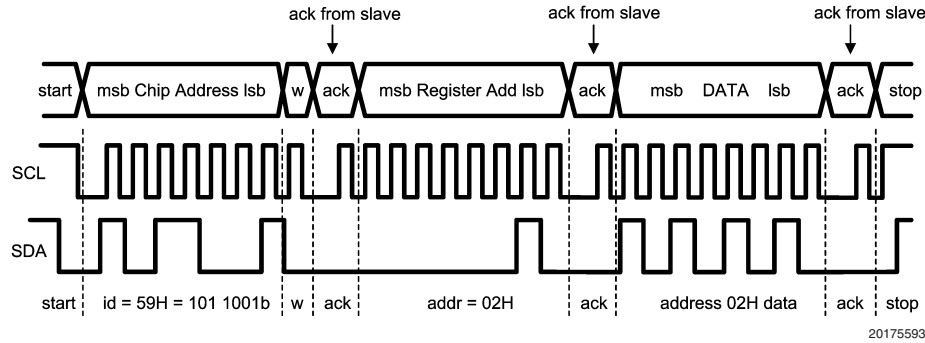 ack from slave ack from slave ack from slave
start msb Chip Address lsb w ack msb Register Add lsb ack msb DATA lsb ack stop
SCL
SDA
start id = 59H = 101 1001b w ack addr = 02H ack address 02H data ack stop
20175593